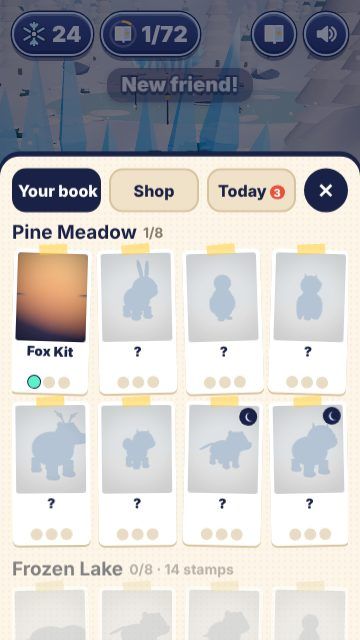 24
1/72
New friend!
Your book
Shop
Today 3
Pine Meadow 1/8
Fox Kit
?
?
?
?
?
?
?
Frozen Lake 0/8 · 14 stamps